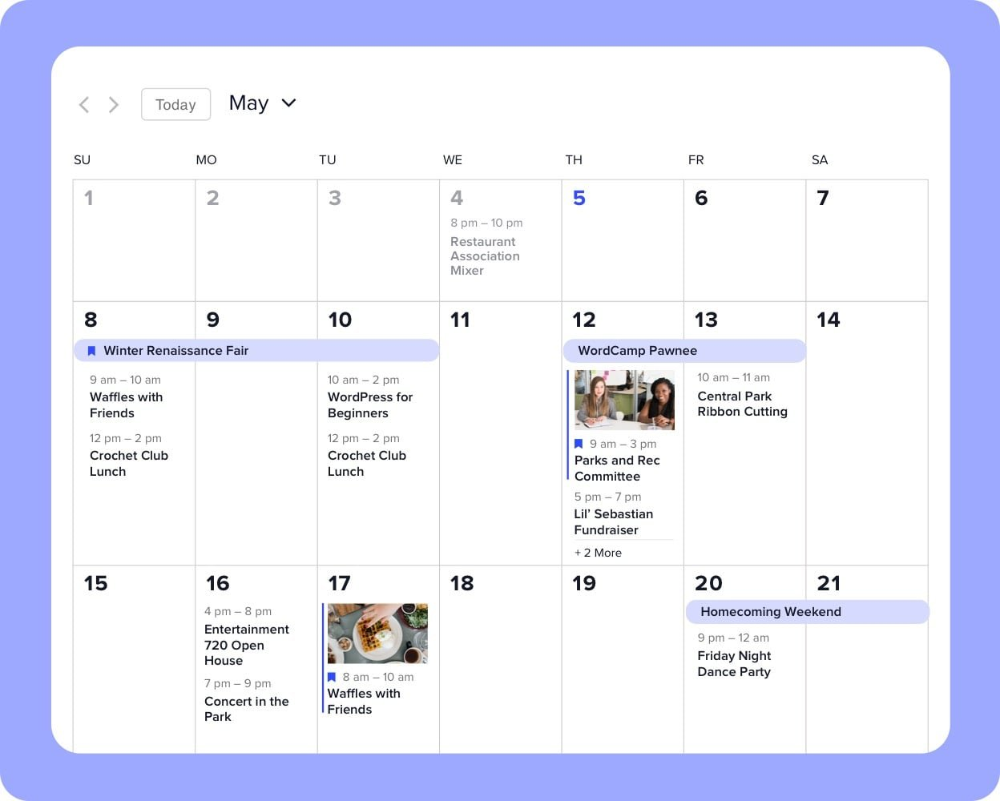 Today May
SU MO TU WE TH FR SA
1 2 3 4 5 6 7
8 pm – 10 pm
Restaurant
Association
Mixer
8 9 10 11 12 13 14
Winter Renaissance Fair
WordCamp Pawnee
9 am – 10 am
Waffles with
Friends
12 pm – 2 pm
Crochet Club
Lunch
10 am – 2 pm
WordPress for
Beginners
12 pm – 2 pm
Crochet Club
Lunch
9 am – 3 pm
Parks and Rec
Committee
5 pm – 7 pm
Lil’ Sebastian
Fundraiser
+ 2 More
10 am – 11 am
Central Park
Ribbon Cutting
15 16 17 18 19 20 21
Homecoming Weekend
4 pm – 8 pm
Entertainment
720 Open
House
7 pm – 9 pm
Concert in the
Park
8 am – 10 am
Waffles with
Friends
9 pm – 12 am
Friday Night
Dance Party